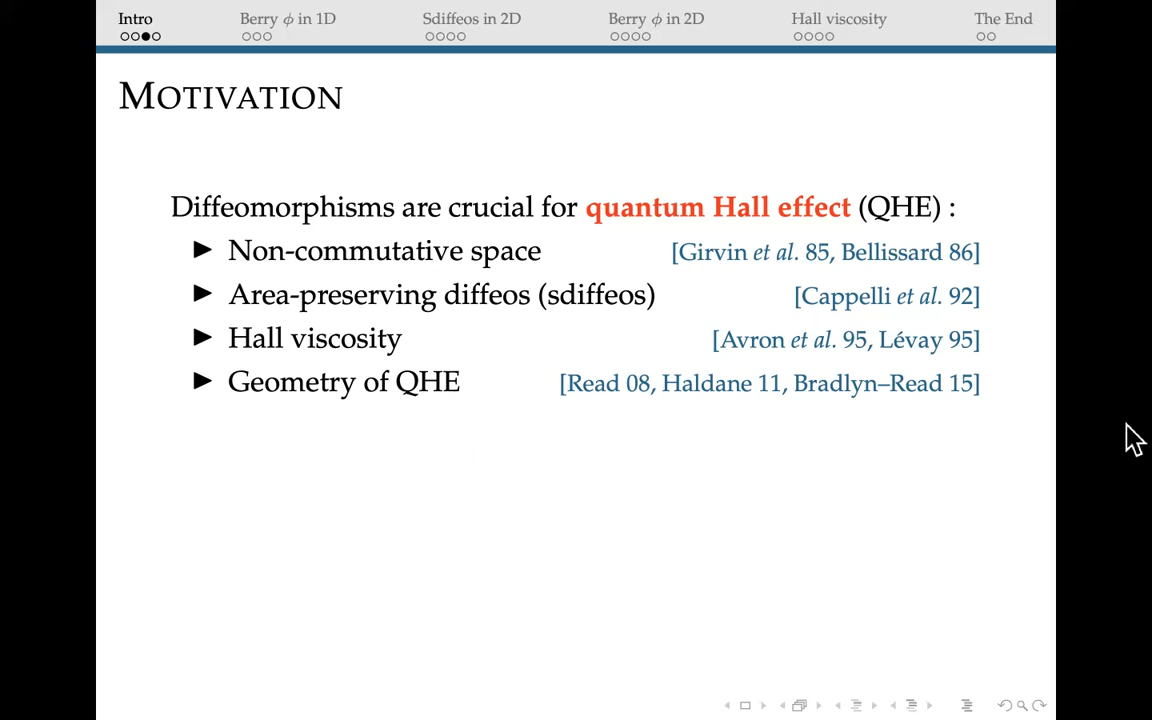 Intro Berry ϕ in 1D Sdiffeos in 2D Berry ϕ in 2D Hall viscosity The End
MOTIVATION
Diffeomorphisms are crucial for quantum Hall effect (QHE) :
Non-commutative space [Girvin et al. 85, Bellissard 86]
Area-preserving diffeos (sdiffeos) [Cappelli et al. 92]
Hall viscosity [Avron et al. 95, Lévay 95]
Geometry of QHE [Read 08, Haldane 11, Bradlyn–Read 15]